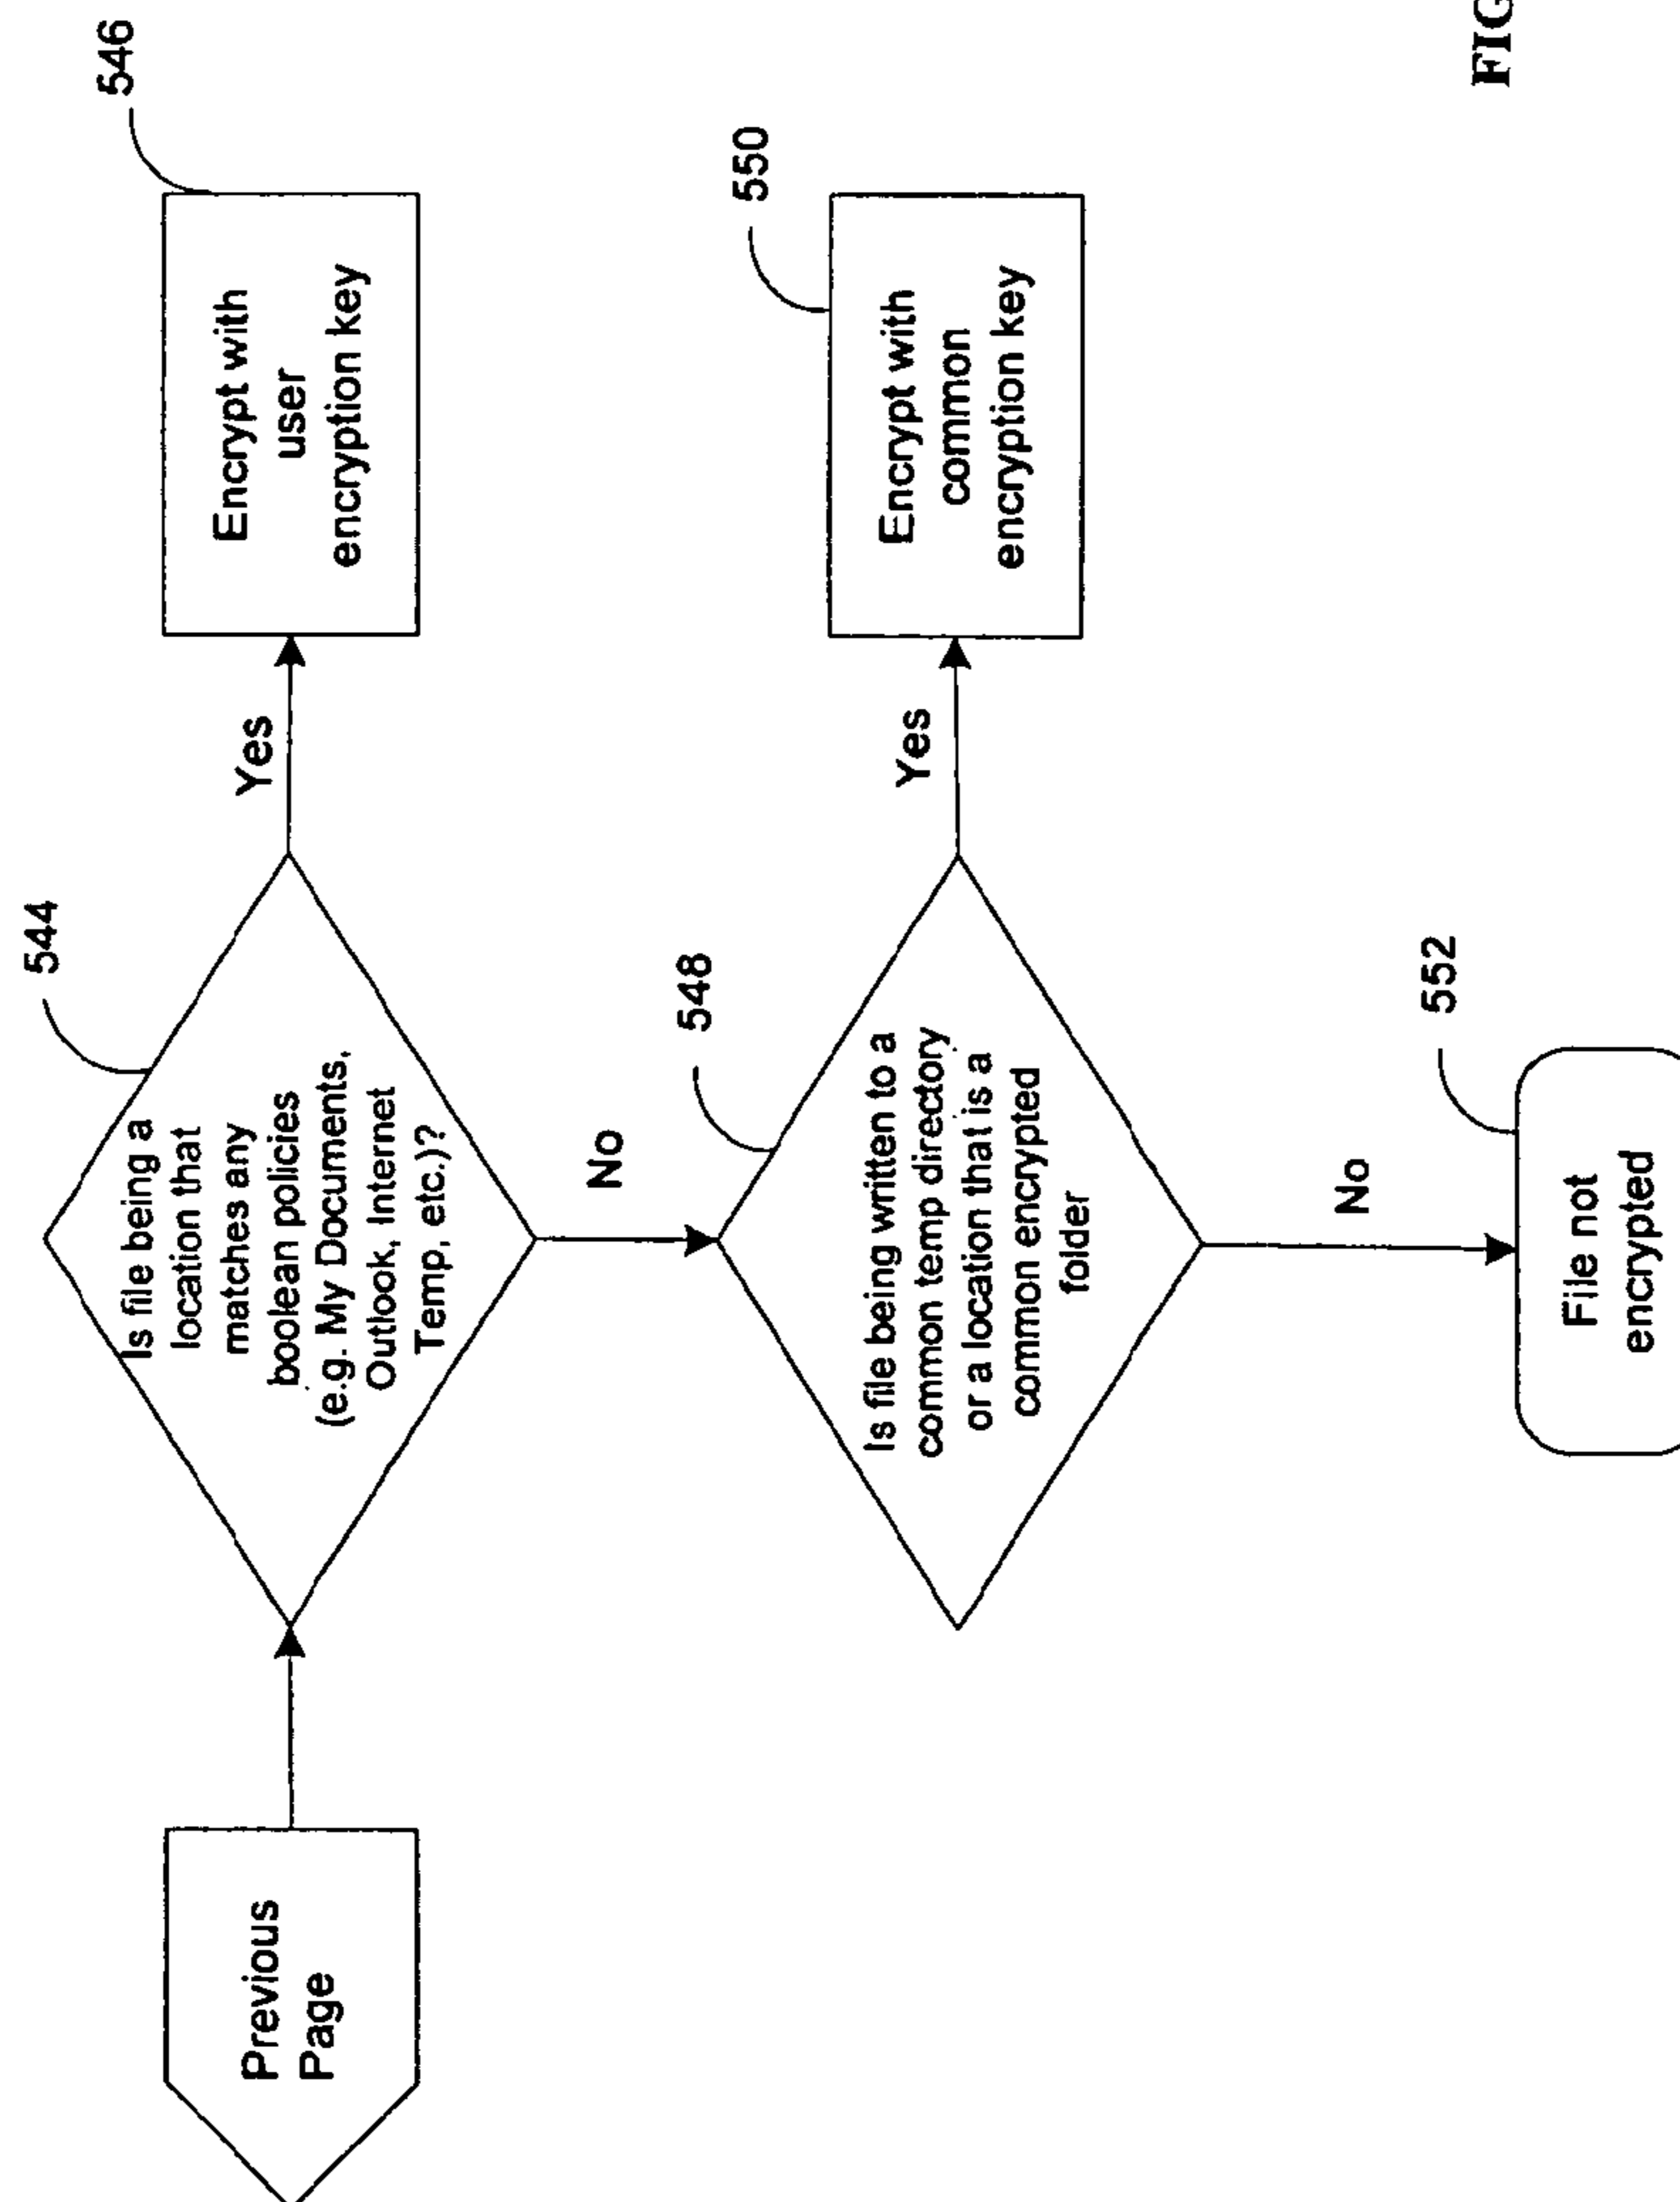 Previous
Page
544
Is file being a
location that
matches any
boolean policies
(e.g. My Documents,
Outlook, Internet
Temp, etc.)?
Yes
546
Encrypt with
user
encryption key
No
548
Is file being written to a
common temp directory
or a location that is a
common encrypted
folder
Yes
550
Encrypt with
common
encryption key
No
552
File not
encrypted
FIG